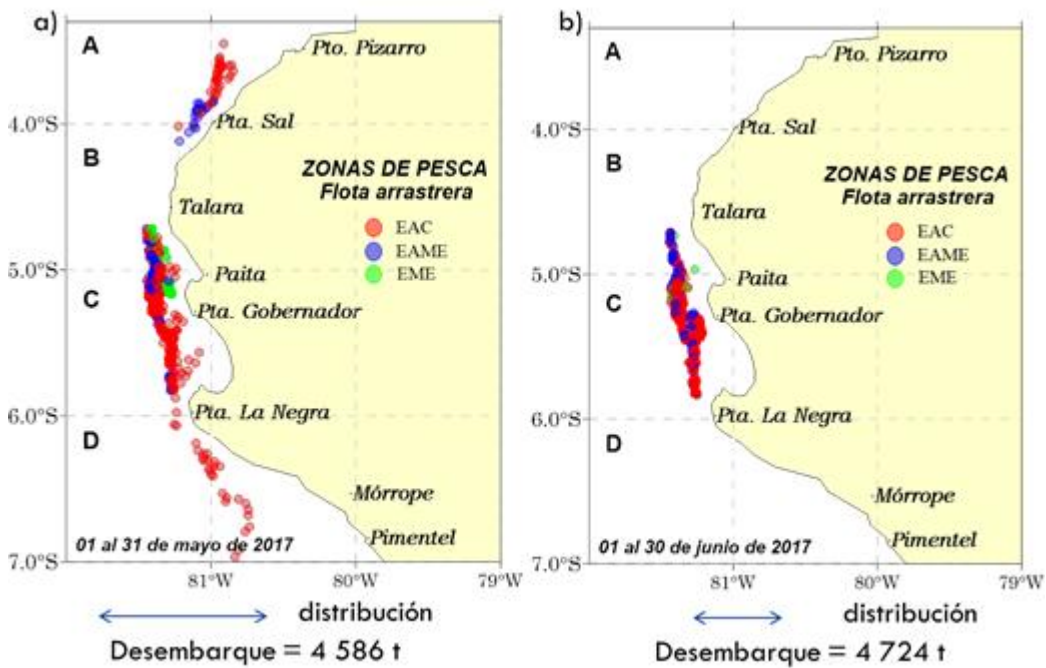 a)
A
Pto. Pizarro
4.0°S
Pta. Sal
B
ZONAS DE PESCA
Flota arrastrera
Talara
EAC
EAME
EME
5.0°S
Paita
C
Pta. Gobernador
6.0°S
Pta. La Negra
D
Mórrope
Pimentel
01 al 31 de mayo de 2017
7.0°S
81°W
80°W
79°W
distribución
Desembarque = 4 586 t
b)
A
Pto. Pizarro
4.0°S
Pta. Sal
B
ZONAS DE PESCA
Flota arrastrera
Talara
EAC
EAME
EME
5.0°S
Paita
C
Pta. Gobernador
6.0°S
Pta. La Negra
D
Mórrope
Pimentel
01 al 30 de junio de 2017
7.0°S
81°W
80°W
79°W
distribución
Desembarque = 4 724 t